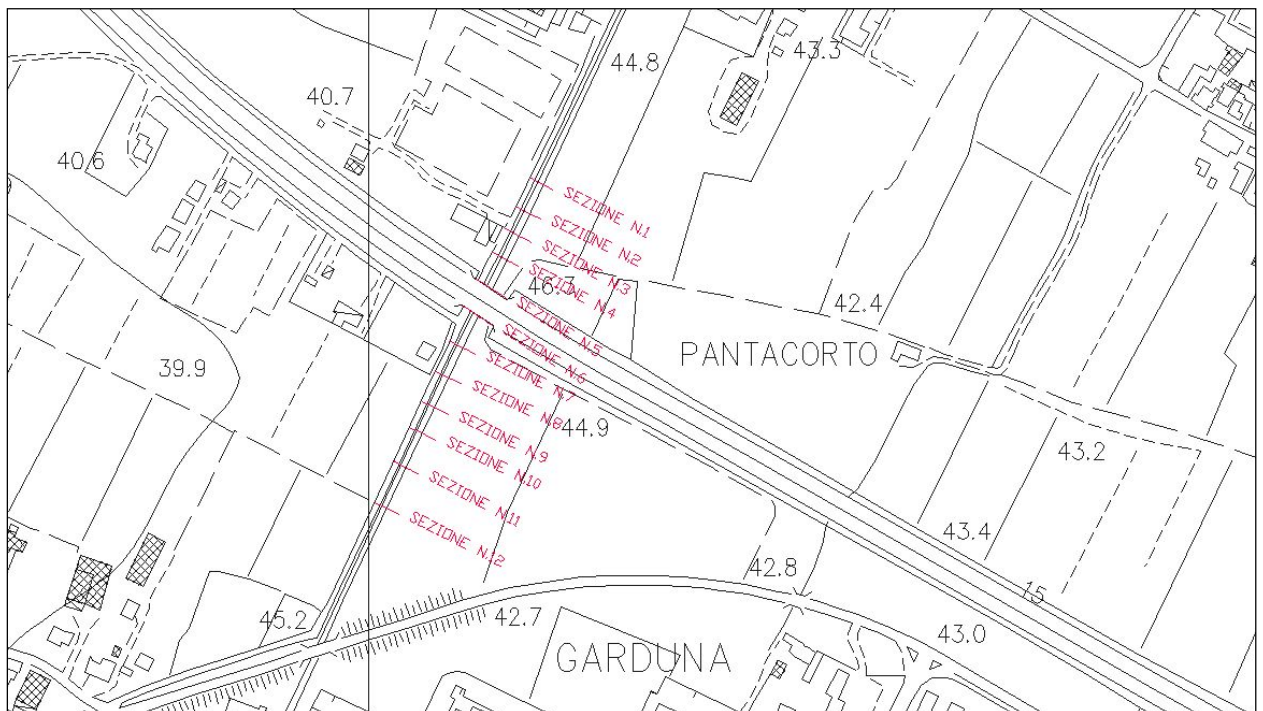 44.8
43.3
40.7
40.6
SEZIONE N.1
SEZIONE N.2
SEZIONE N.3
46.7
SEZIONE N.4
42.4
SEZIONE N.5
PANTACORTO
SEZIONE N.6
39.9
SEZIONE N.7
SEZIONE N.8
44.9
SEZIONE N.9
43.2
SEZIONE N.10
SEZIONE N.11
43.4
SEZIONE N.12
42.8
15
45.2
42.7
43.0
GARDUNA